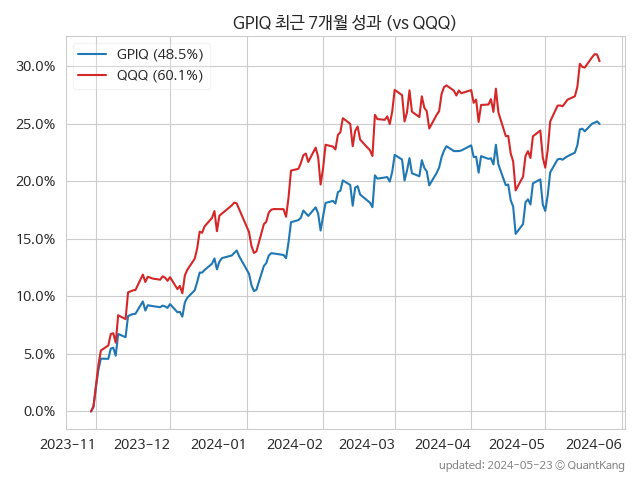 GPIQ 최근 7개월 성과 (vs QQQ)
GPIQ (48.5%)
QQQ (60.1%)
30.0%
25.0%
20.0%
15.0%
10.0%
5.0%
0.0%
2023-11 2023-12 2024-01 2024-02 2024-03 2024-04 2024-05 2024-06
updated: 2024-05-23 © QuantKang